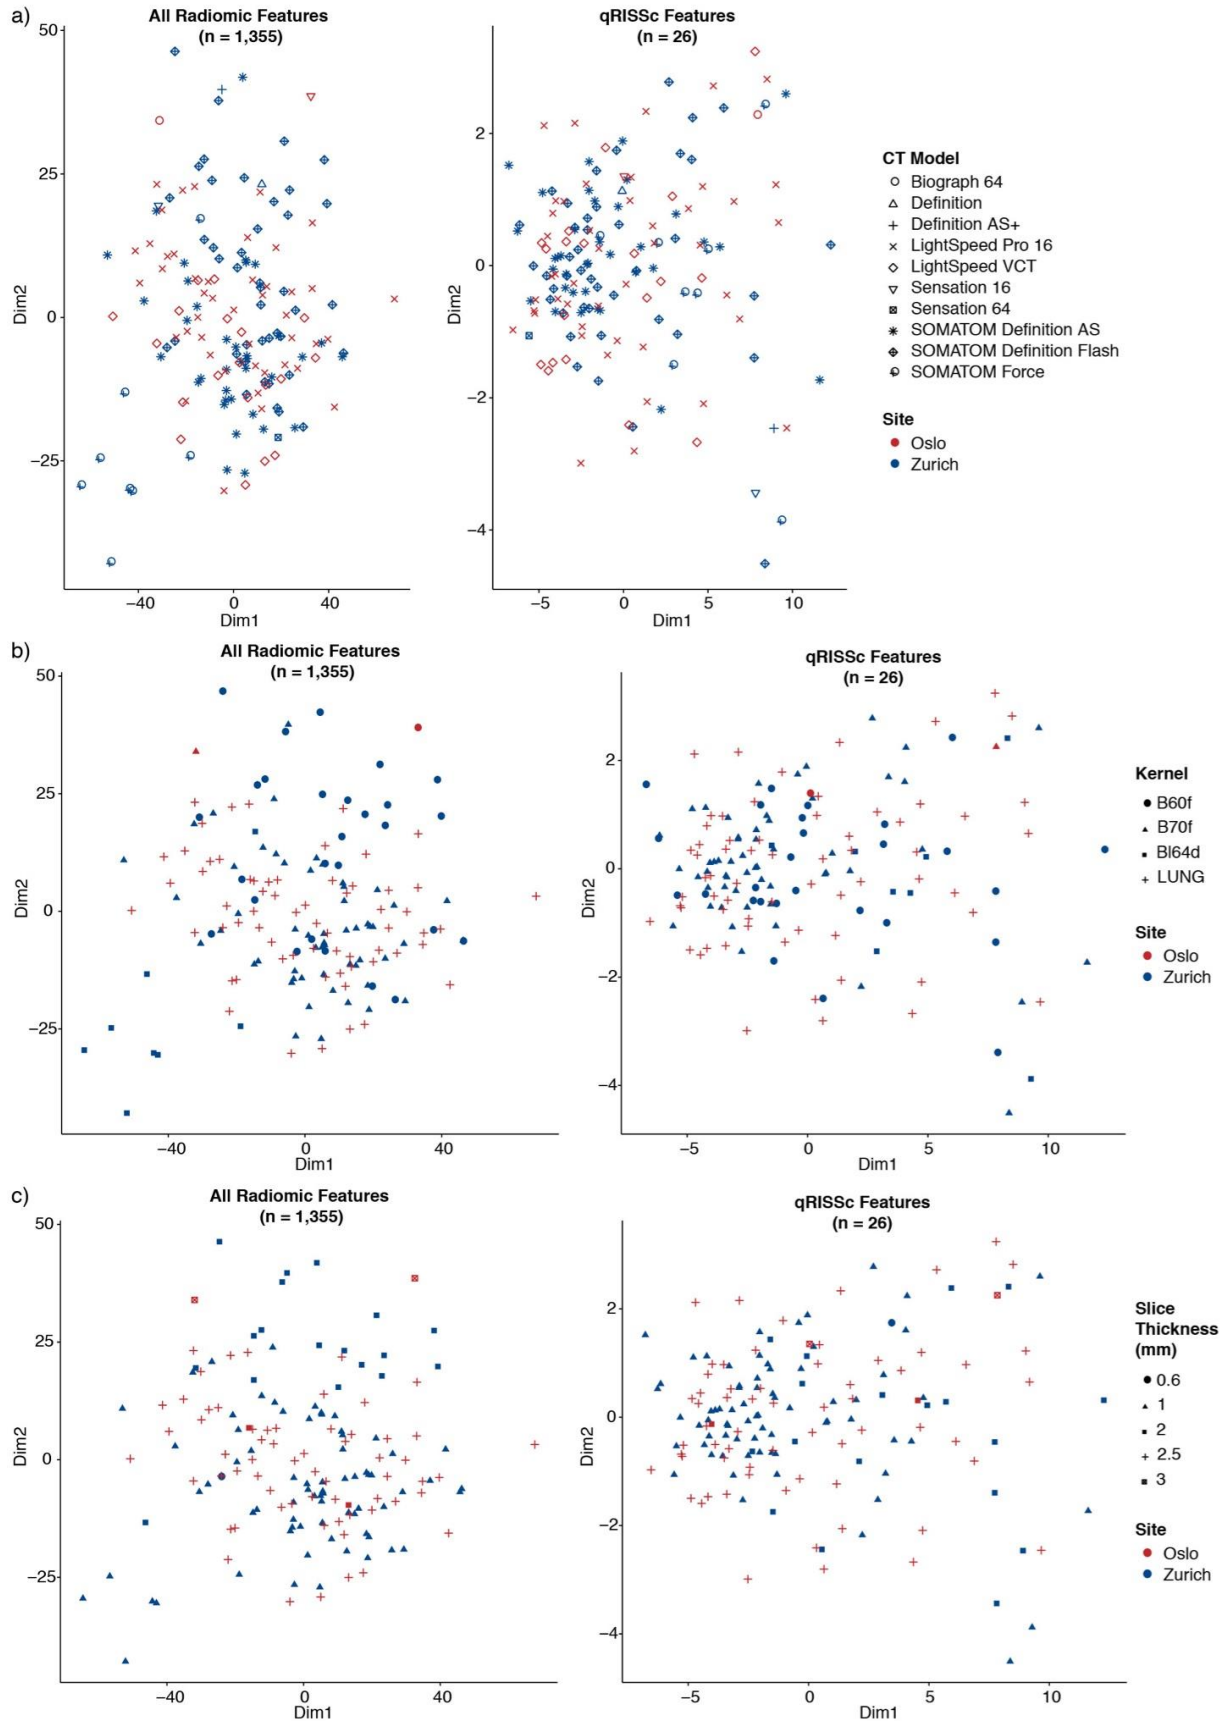 a)
All Radiomic Features
(n = 1,355)
50
25
0
−25
Dim2
−40
0
40
Dim1
qRISSc Features
(n = 26)
2
0
−2
−4
Dim2
−5
0
5
10
Dim1
CT Model
Biograph 64
Definition
Definition AS+
LightSpeed Pro 16
LightSpeed VCT
Sensation 16
Sensation 64
SOMATOM Definition AS
SOMATOM Definition Flash
SOMATOM Force
Site
Oslo
Zurich
b)
All Radiomic Features
(n = 1,355)
50
25
0
−25
Dim2
−40
0
40
Dim1
qRISSc Features
(n = 26)
2
0
−2
−4
Dim2
−5
0
5
10
Dim1
Kernel
B60f
B70f
Bl64d
LUNG
Site
Oslo
Zurich
c)
All Radiomic Features
(n = 1,355)
50
25
0
−25
Dim2
−40
0
40
Dim1
qRISSc Features
(n = 26)
2
0
−2
−4
Dim2
−5
0
5
10
Dim1
Slice
Thickness
(mm)
0.6
1
2
2.5
3
Site
Oslo
Zurich